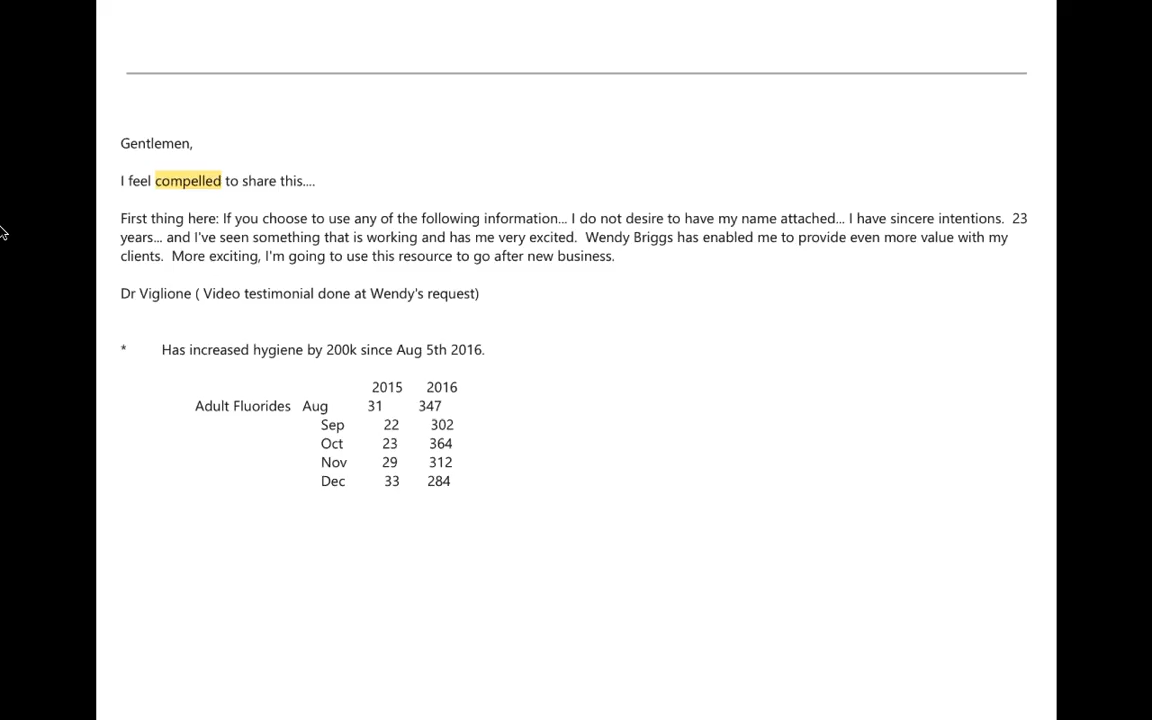 Gentlemen,
I feel compelled to share this....
First thing here: If you choose to use any of the following information... I do not desire to have my name attached... I have sincere intentions.  23
years... and I've seen something that is working and has me very excited.  Wendy Briggs has enabled me to provide even more value with my
clients.  More exciting, I'm going to use this resource to go after new business.
Dr Viglione ( Video testimonial done at Wendy's request)
* Has increased hygiene by 200k since Aug 5th 2016.
2015 2016
Adult Fluorides Aug 31 347
Sep 22 302
Oct 23 364
Nov 29 312
Dec 33 284